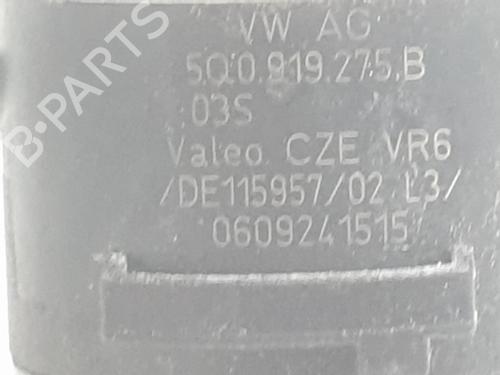 VW AG
5Q0.919.275.B
03S
Valeo CZE VR6
/DE115957/02 L3/
0609241515
B-PARTS